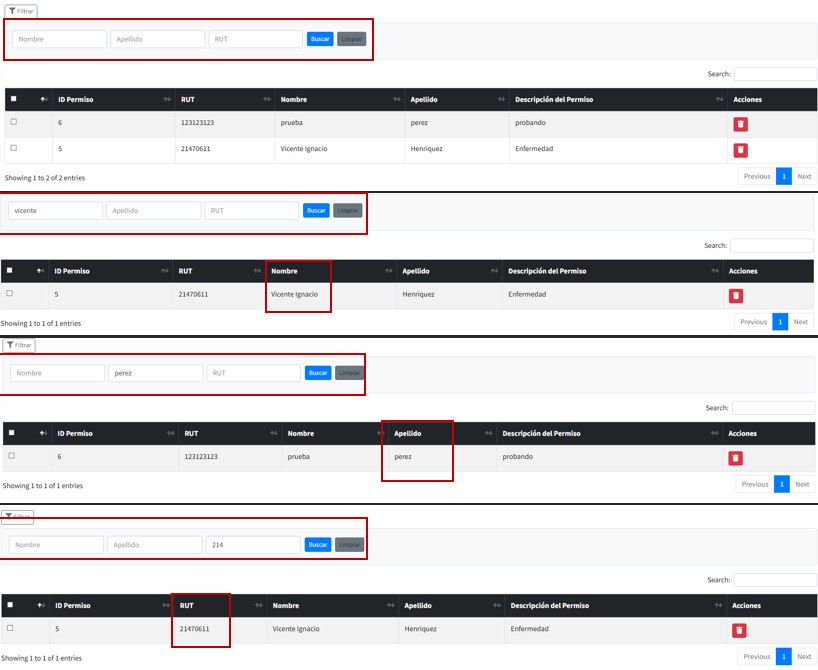 Filtrar
Nombre Apellido RUT Buscar Limpiar
Search:
ID Permiso RUT Nombre Apellido Descripción del Permiso Acciones
6 123123123 prueba perez probando
5 21470611 Vicente Ignacio Henriquez Enfermedad
Showing 1 to 2 of 2 entries
Previous 1 Next
vicente Apellido RUT Buscar Limpiar
Search:
ID Permiso RUT Nombre Apellido Descripción del Permiso Acciones
5 21470611 Vicente Ignacio Henriquez Enfermedad
Showing 1 to 1 of 1 entries
Previous 1 Next
Filtrar
Nombre perez RUT Buscar Limpiar
Search:
ID Permiso RUT Nombre Apellido Descripción del Permiso Acciones
6 123123123 prueba perez probando
Showing 1 to 1 of 1 entries
Previous 1 Next
Filtrar
Nombre Apellido 214 Buscar Limpiar
Search:
ID Permiso RUT Nombre Apellido Descripción del Permiso Acciones
5 21470611 Vicente Ignacio Henriquez Enfermedad
Showing 1 to 1 of 1 entries
Previous 1 Next